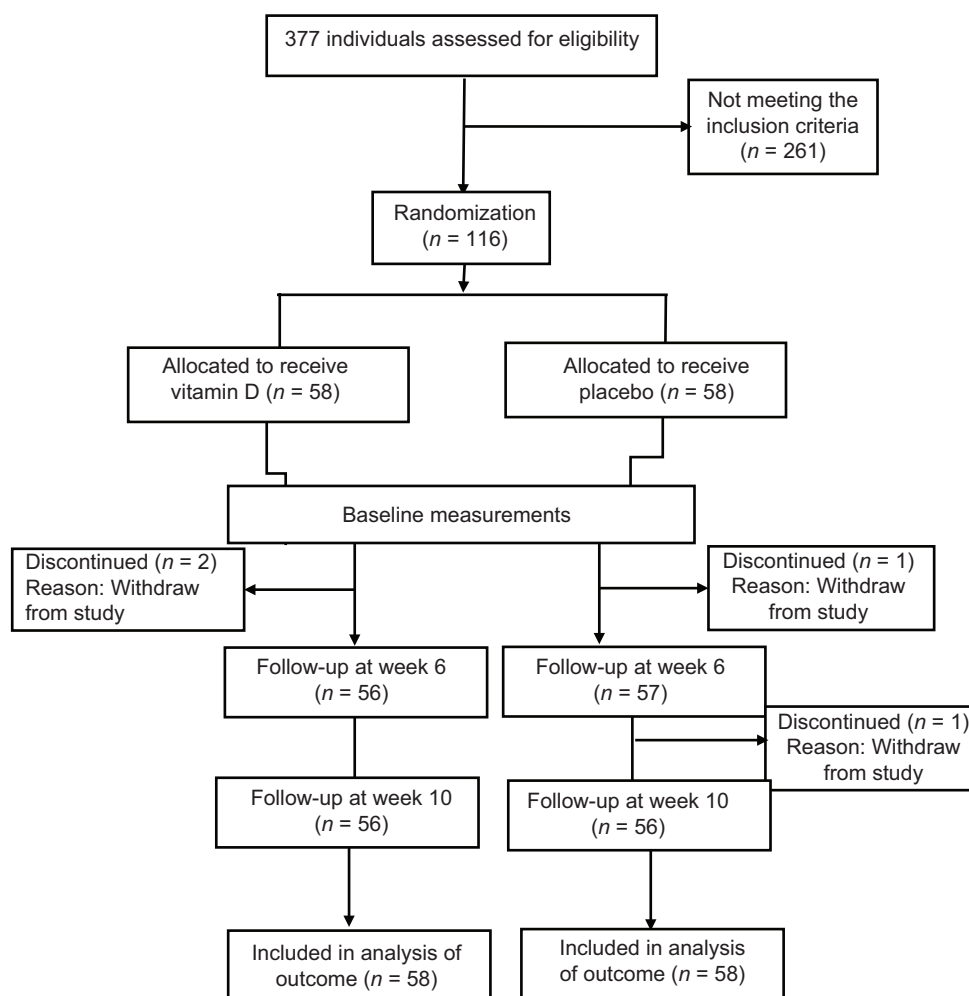 377 individuals assessed for eligibility
Not meeting the
inclusion criteria
(n = 261)
Randomization
(n = 116)
Allocated to receive
vitamin D (n = 58)
Allocated to receive
placebo (n = 58)
Baseline measurements
Discontinued (n = 2)
Reason: Withdraw
from study
Discontinued (n = 1)
Reason: Withdraw
from study
Follow-up at week 6
(n = 56)
Follow-up at week 6
(n = 57)
Discontinued (n = 1)
Reason: Withdraw
from study
Follow-up at week 10
(n = 56)
Follow-up at week 10
(n = 56)
Included in analysis of
outcome (n = 58)
Included in analysis
of outcome (n = 58)